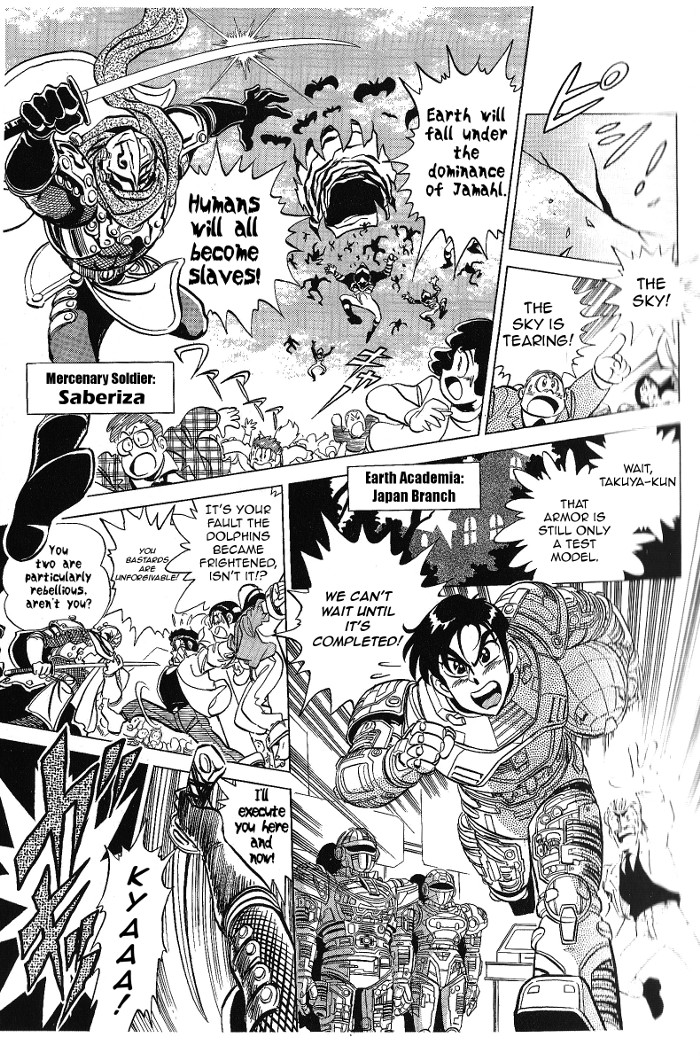 ピ
THE
SKY!
THE
SKY IS
TEARING!
Earth will
fall under
the
dominance
of Jamahl.
Humans
will all
become
slaves!
Mercenary Soldier:
Saberiza
WAIT,
TAKUYA-KUN
THAT
ARMOR IS
STILL ONLY
A TEST
MODEL.
Earth Academia:
Japan Branch
WE CAN'T
WAIT UNTIL
IT'S
COMPLETED!
IT'S YOUR
FAULT THE
DOLPHINS
BECAME
FRIGHTENED,
ISN'T IT!?
YOU
BASTARDS
ARE
UNFORGIVABLE!
You
two are
particularly
rebellious,
aren't you?
I'll
execute
you here
and
now!
KYAAA!